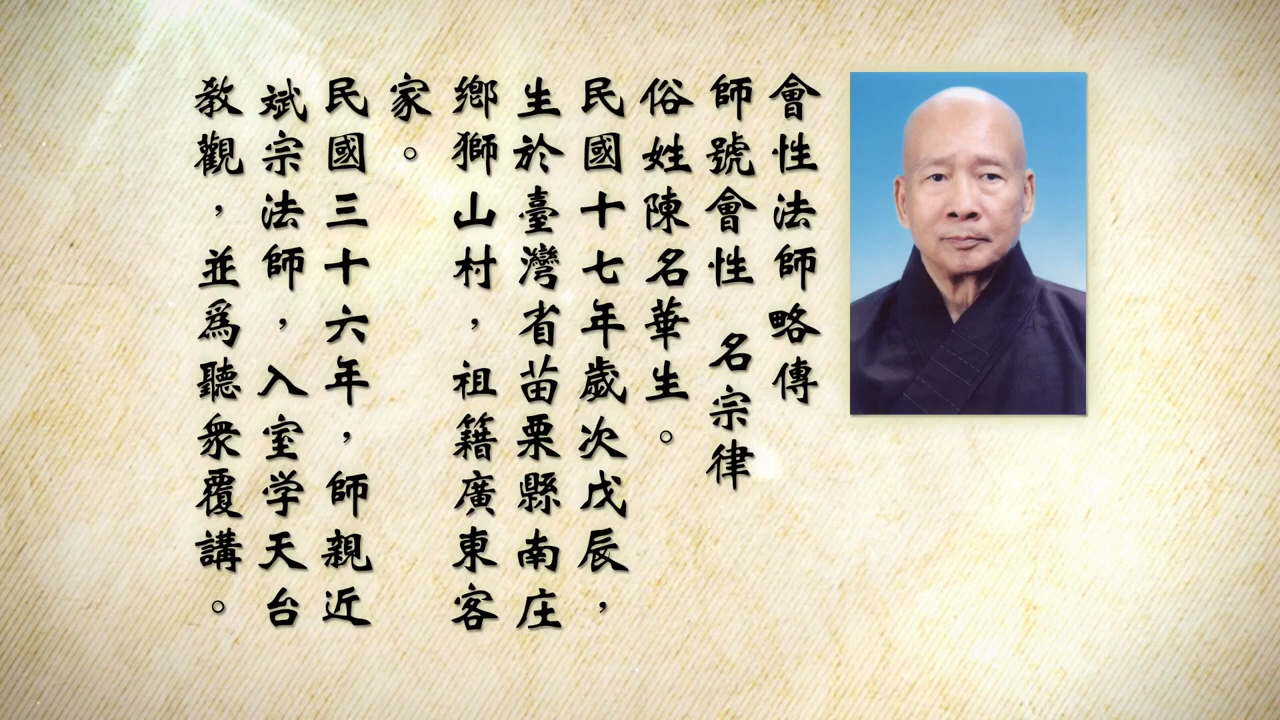 會性法師略傳
師號會性 名宗律
俗姓陳名華生。
民國十七年歲次戊辰，
生於臺灣省苗栗縣南庄
鄉獅山村，祖籍廣東客
家。
民國三十六年，師親近
斌宗法師，入室学天台
教觀，並為聽眾覆講。